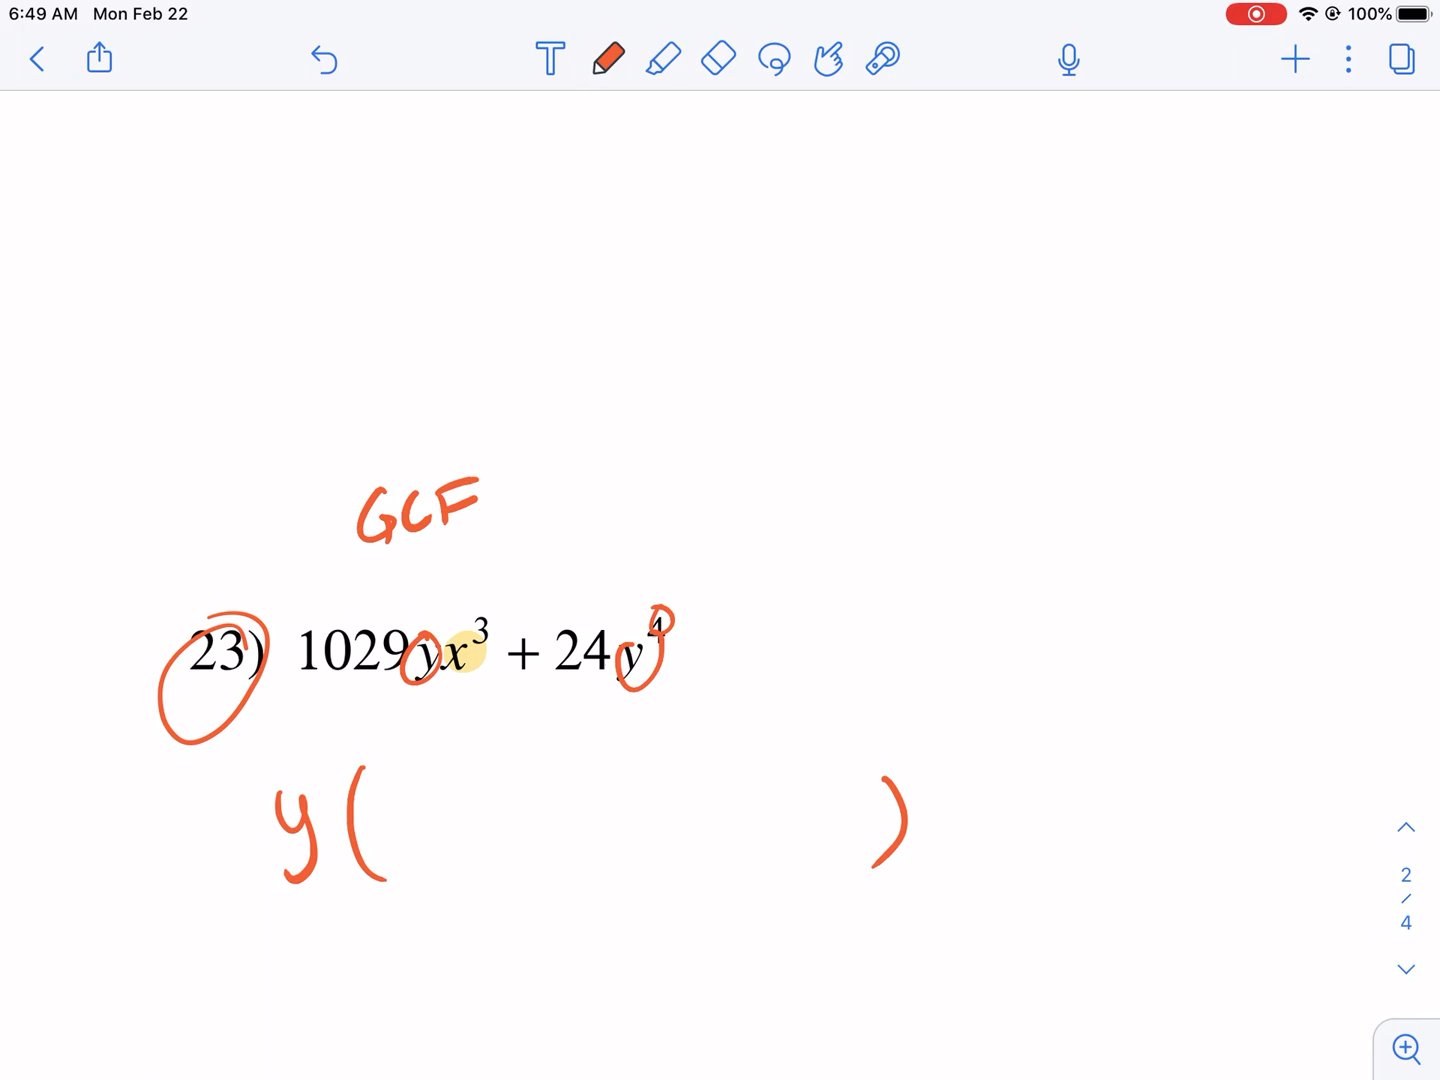 6:49 AM Mon Feb 22 100%
T
GCF
23) 1029yx³ + 24y⁴
y( )
2
/
4